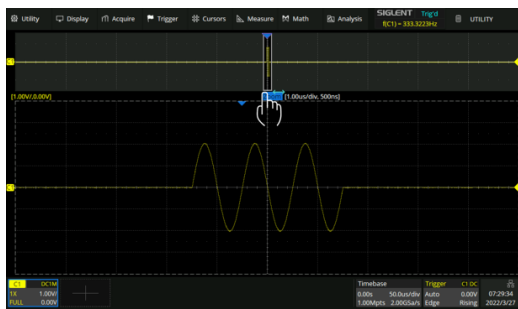 Utility Display Acquire Trigger Cursors Measure Math Analysis
SIGLENT Trig'd
f(C1) = 333.3223Hz
UTILITY
C1
[1.00V/,0.00V]
[1.00us/div, 500ns]
C1
C1 DC1M
1X 1.00V/
FULL 0.00V
Timebase
0.00s 50.0us/div
1.00Mpts 2.00GSa/s
Trigger C1 DC
Auto 0.00V
Edge Rising
07:29:34
2022/3/27